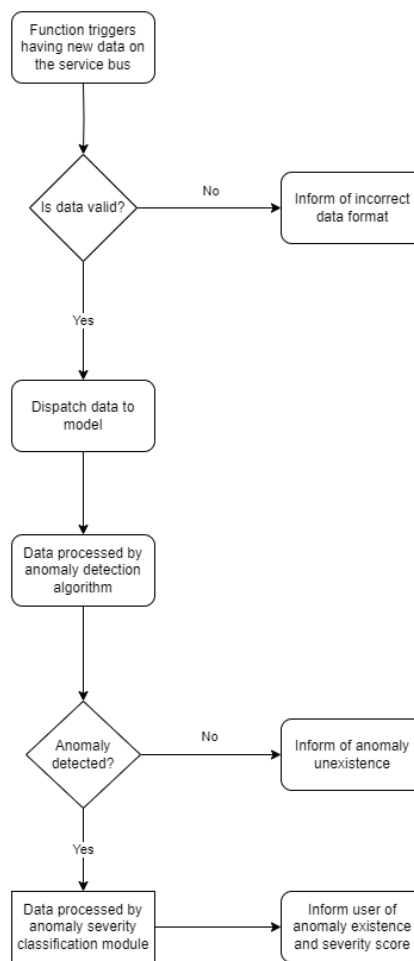 Function triggers
having new data on
the service bus
Is data valid?
No
Inform of incorrect
data format
Yes
Dispatch data to
model
Data processed by
anomaly detection
algorithm
Anomaly
detected?
No
Inform of anomaly
unexistence
Yes
Data processed by
anomaly severity
classification module
Inform user of
anomaly existence
and severity score